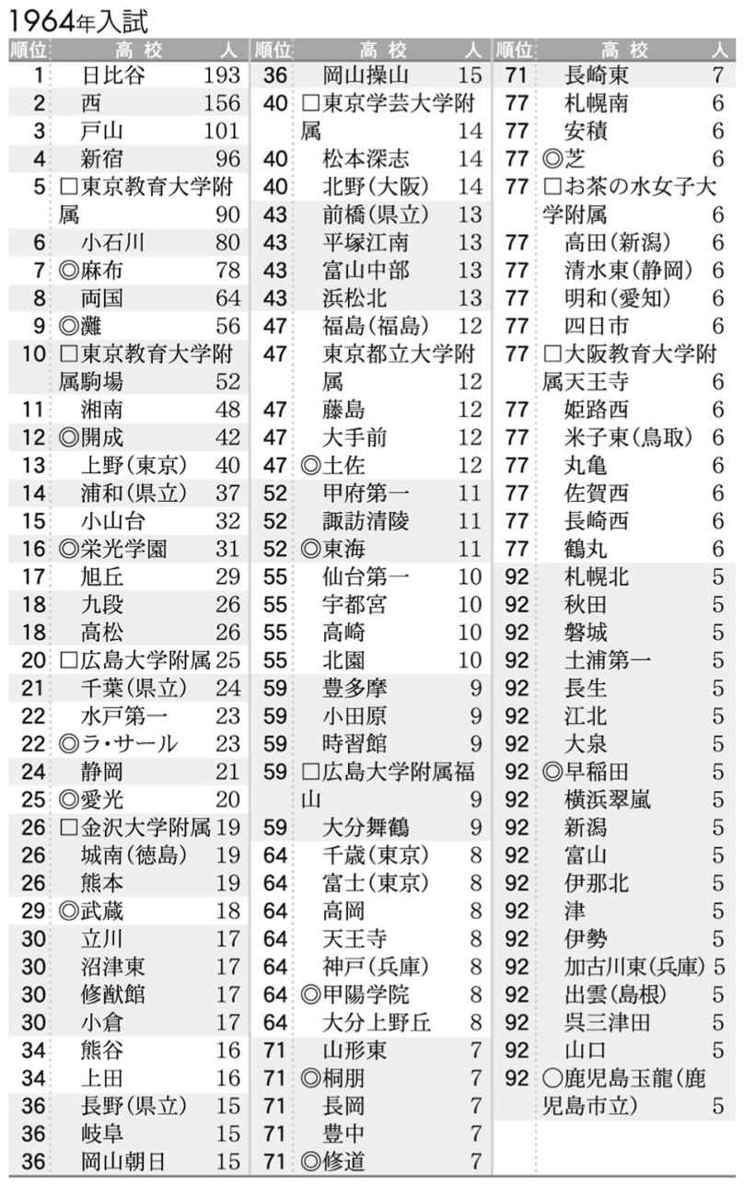 1964年入試
順位 高校 人
1 日比谷 193
2 西 156
3 戸山 101
4 新宿 96
5 □東京教育大学附
属 90
6 小石川 80
7 ◎麻布 78
8 両国 64
9 ◎灘 56
10 □東京教育大学附
属駒場 52
11 湘南 48
12 ◎開成 42
13 上野(東京) 40
14 浦和(県立) 37
15 小山台 32
16 ◎栄光学園 31
17 旭丘 29
18 九段 26
18 高松 26
20 □広島大学附属 25
21 千葉(県立) 24
22 水戸第一 23
22 ◎ラ・サール 23
24 静岡 21
25 ◎愛光 20
26 □金沢大学附属 19
26 城南(徳島) 19
26 熊本 19
29 ◎武蔵 18
30 立川 17
30 沼津東 17
30 修猷館 17
30 小倉 17
34 熊谷 16
34 上田 16
36 長野(県立) 15
36 岐阜 15
36 岡山朝日 15
順位 高校 人
36 岡山操山 15
40 □東京学芸大学附
属 14
40 松本深志 14
40 北野(大阪) 14
43 前橋(県立) 13
43 平塚江南 13
43 富山中部 13
43 浜松北 13
47 福島(福島) 12
47 東京都立大学附
属 12
47 藤島 12
47 大手前 12
47 ◎土佐 12
52 甲府第一 11
52 諏訪清陵 11
52 ◎東海 11
55 仙台第一 10
55 宇都宮 10
55 高崎 10
55 北園 10
59 豊多摩 9
59 小田原 9
59 時習館 9
59 □広島大学附属福
山 9
59 大分舞鶴 9
64 千歳(東京) 8
64 富士(東京) 8
64 高岡 8
64 天王寺 8
64 神戸(兵庫) 8
64 ◎甲陽学院 8
64 大分上野丘 8
71 山形東 7
71 ◎桐朋 7
71 長岡 7
71 豊中 7
71 ◎修道 7
順位 高校 人
71 長崎東 7
77 札幌南 6
77 安積 6
77 ◎芝 6
77 □お茶の水女子大
学附属 6
77 高田(新潟) 6
77 清水東(静岡) 6
77 明和(愛知) 6
77 四日市 6
77 □大阪教育大学附
属天王寺 6
77 姫路西 6
77 米子東(鳥取) 6
77 丸亀 6
77 佐賀西 6
77 長崎西 6
77 鶴丸 6
92 札幌北 5
92 秋田 5
92 磐城 5
92 土浦第一 5
92 長生 5
92 江北 5
92 大泉 5
92 ◎早稲田 5
92 横浜翠嵐 5
92 新潟 5
92 富山 5
92 伊那北 5
92 津 5
92 伊勢 5
92 加古川東(兵庫) 5
92 出雲(島根) 5
92 呉三津田 5
92 山口 5
92 ○鹿児島玉龍(鹿
児島市立) 5